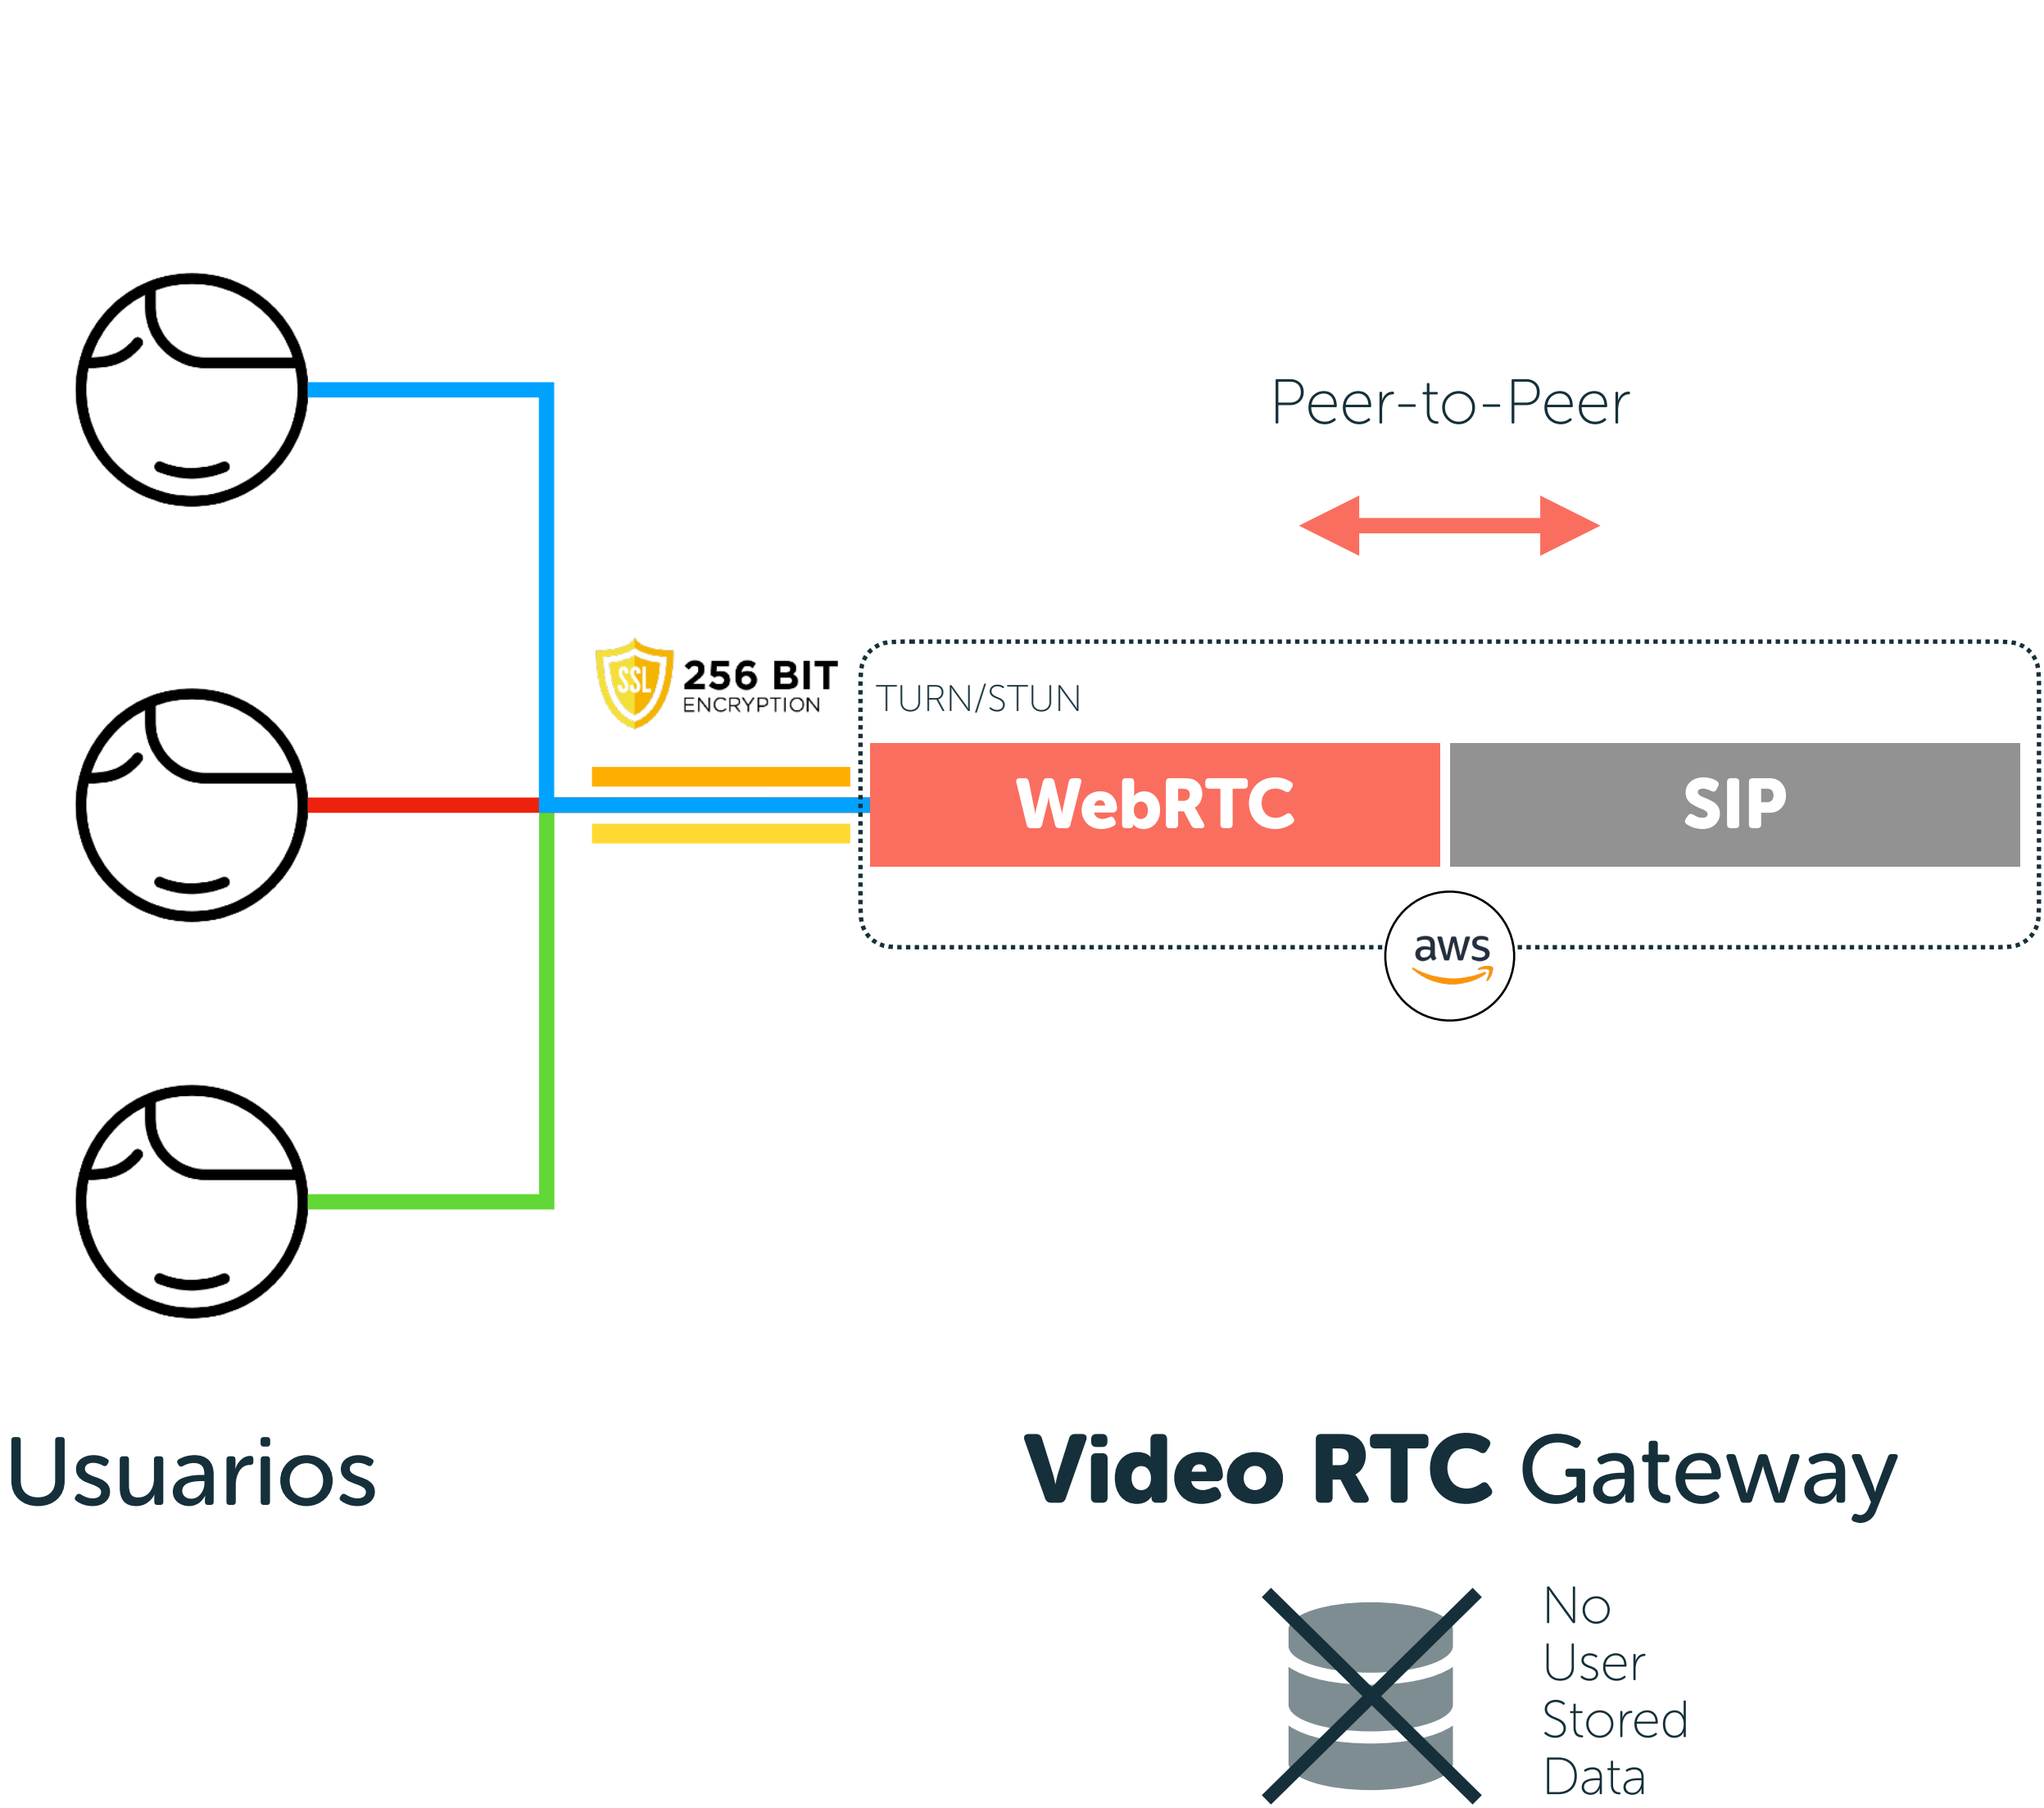 Peer-to-Peer
SSL
256 BIT
ENCRYPTION
TURN/STUN
WebRTC
SIP
aws
Usuarios
Video RTC Gateway
No
User
Stored
Data